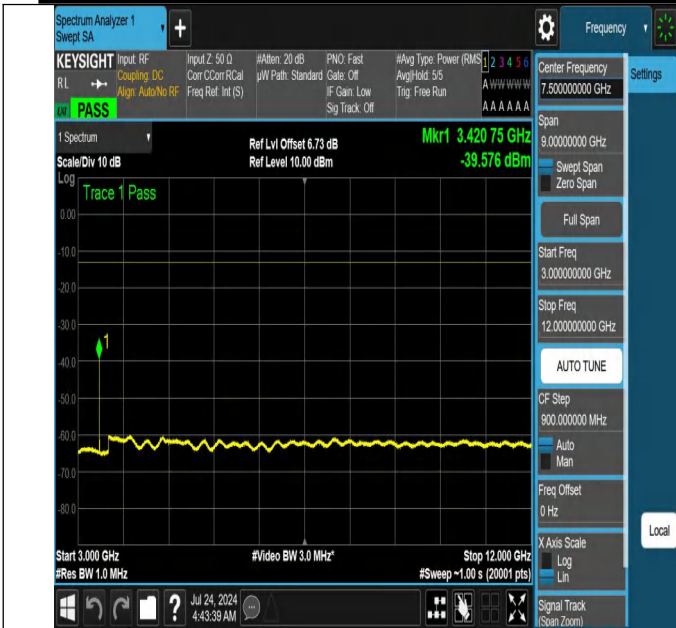 Spectrum Analyzer 1
Swept SA
+
Frequency
KEYSIGHT
RL
PASS
Input: RF
Coupling: DC
Align: Auto/No RF
Input Z: 50 Ω
Corr CCorr RCal
Freq Ref: Int (S)
#Atten: 20 dB
µW Path: Standard
PNO: Fast
Gate: Off
IF Gain: Low
Sig Track: Off
#Avg Type: Power (RMS
Avg|Hold: 5/5
Trig: Free Run
1 2 3 4 5 6
A W W W W W
A A A A A A
Center Frequency
7.500000000 GHz
Settings
Span
9.00000000 GHz
Swept Span
Zero Span
Full Span
Start Freq
3.000000000 GHz
Stop Freq
12.000000000 GHz
AUTO TUNE
CF Step
900.000000 MHz
Auto
Man
Freq Offset
0 Hz
X Axis Scale
Log
Lin
Signal Track
(Span Zoom)
Local
1 Spectrum
Scale/Div 10 dB
Log
Ref Lvl Offset 6.73 dB
Ref Level 10.00 dBm
Mkr1 3.420 75 GHz
-39.576 dBm
Trace 1 Pass
0.00
-10.0
-20.0
-30.0
1
-40.0
-50.0
-60.0
-70.0
-80.0
Start 3.000 GHz
#Res BW 1.0 MHz
#Video BW 3.0 MHz*
Stop 12.000 GHz
#Sweep ~1.00 s (20001 pts)
?
Jul 24, 2024
4:43:39 AM